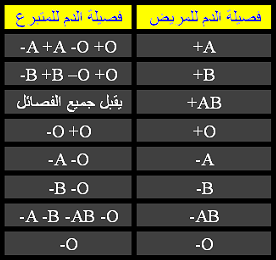 فصيلة الدم للمريض فصيلة الدم للمتبرع
+A -A +A -O +O
+B -B +B –O +O
+AB يقبل جميع الفصائل
+O -O +O
-A -A -O
-B -B -O
-AB -A -B -AB -O
-O -O